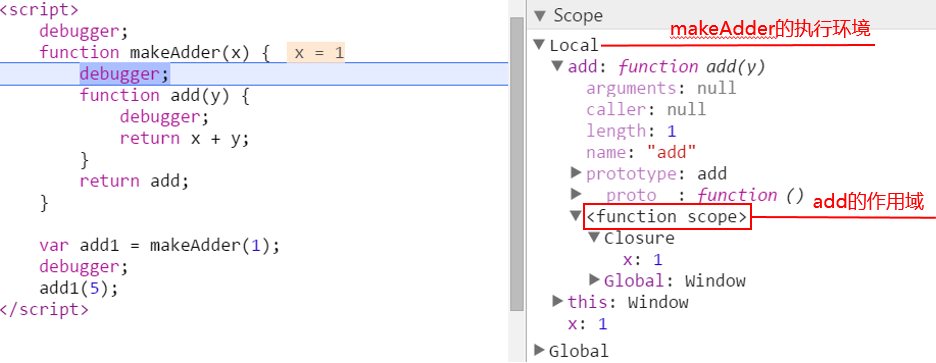 <script>
debugger;
function makeAdder(x) { x = 1
debugger;
function add(y) {
debugger;
return x + y;
}
return add;
}
var add1 = makeAdder(1);
debugger;
add1(5);
</script>
Scope
Local
makeAdder的执行环境
add: function add(y)
arguments: null
caller: null
length: 1
name: "add"
prototype: add
__proto__: function ()
<function scope>
add的作用域
Closure
x: 1
Global: Window
this: Window
x: 1
Global